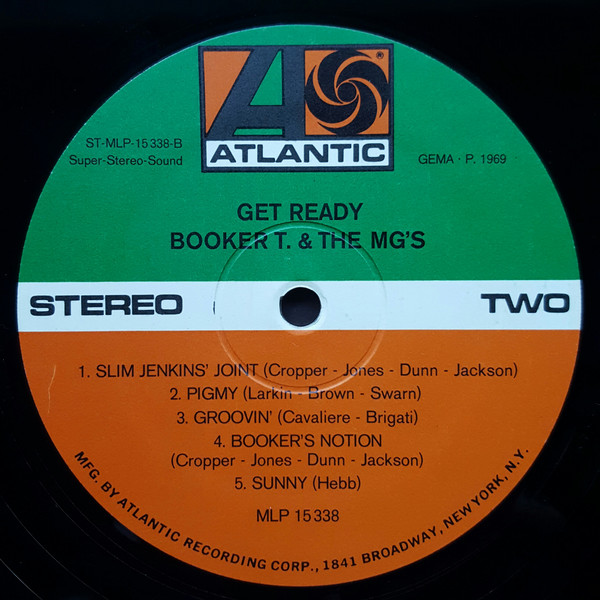 ST-MLP-15 338-B
Super-Stereo-Sound
ATLANTIC
®
GEMA · P. 1969
GET READY
BOOKER T. & THE MG'S
STEREO
TWO
1. SLIM JENKINS' JOINT (Cropper - Jones - Dunn - Jackson)
2. PIGMY (Larkin - Brown - Swarn)
3. GROOVIN' (Cavaliere - Brigati)
4. BOOKER'S NOTION
(Cropper - Jones - Dunn - Jackson)
5. SUNNY (Hebb)
MLP 15 338
MFG. BY ATLANTIC RECORDING CORP., 1841 BROADWAY, NEW YORK, N.Y.